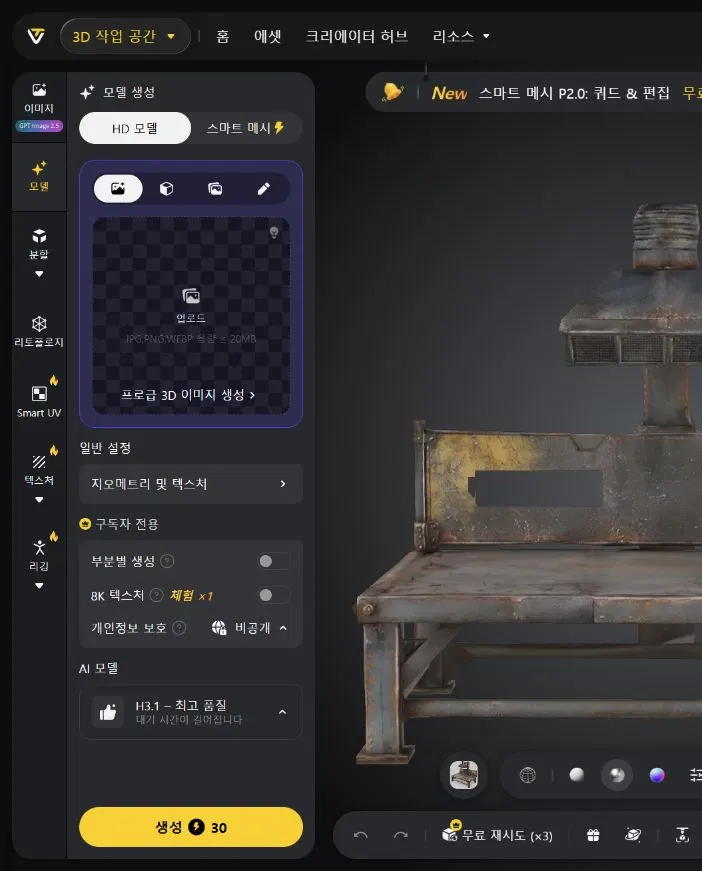 3D 작업 공간
홈
에셋
크리에이터 허브
리소스
이미지
GPT Image 2.5
모델
분할
리토폴로지
Smart UV
텍스처
리깅
모델 생성
HD 모델
스마트 메시
업로드
JPG,PNG,WEBP 용량 ≤ 20MB
프로급 3D 이미지 생성
일반 설정
지오메트리 및 텍스처
구독자 전용
부분별 생성
8K 텍스처 체험 ×1
개인정보 보호 비공개
AI 모델
H3.1 – 최고 품질
대기 시간이 길어집니다
생성 30
New 스마트 메시 P2.0: 쿼드 & 편집 무료
무료 재시도 (×3)